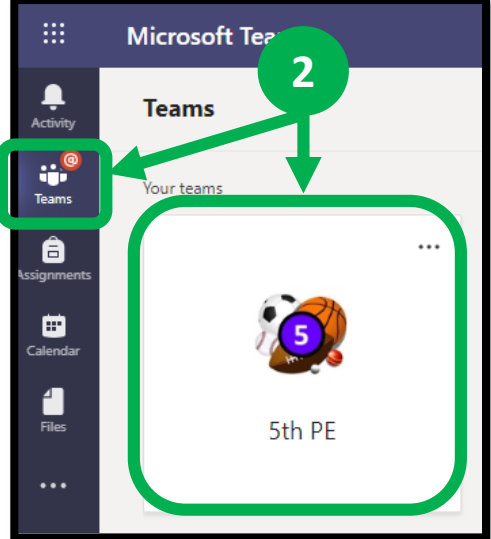 Microsoft Tea
2
Activity
Teams
Teams
Your teams
Assignments
Calendar
Files
5
5th PE